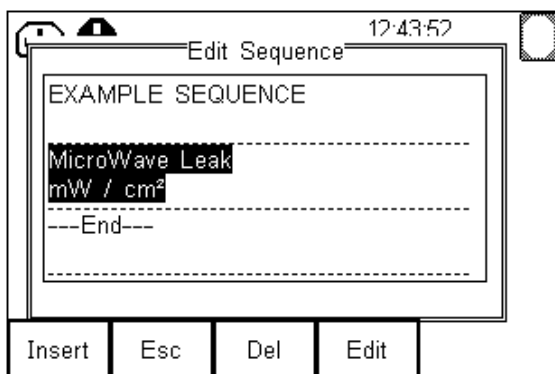 12:43:52
Edit Sequence
EXAMPLE SEQUENCE
MicroWave Leak
mW / cm²
---End---
Insert Esc Del Edit